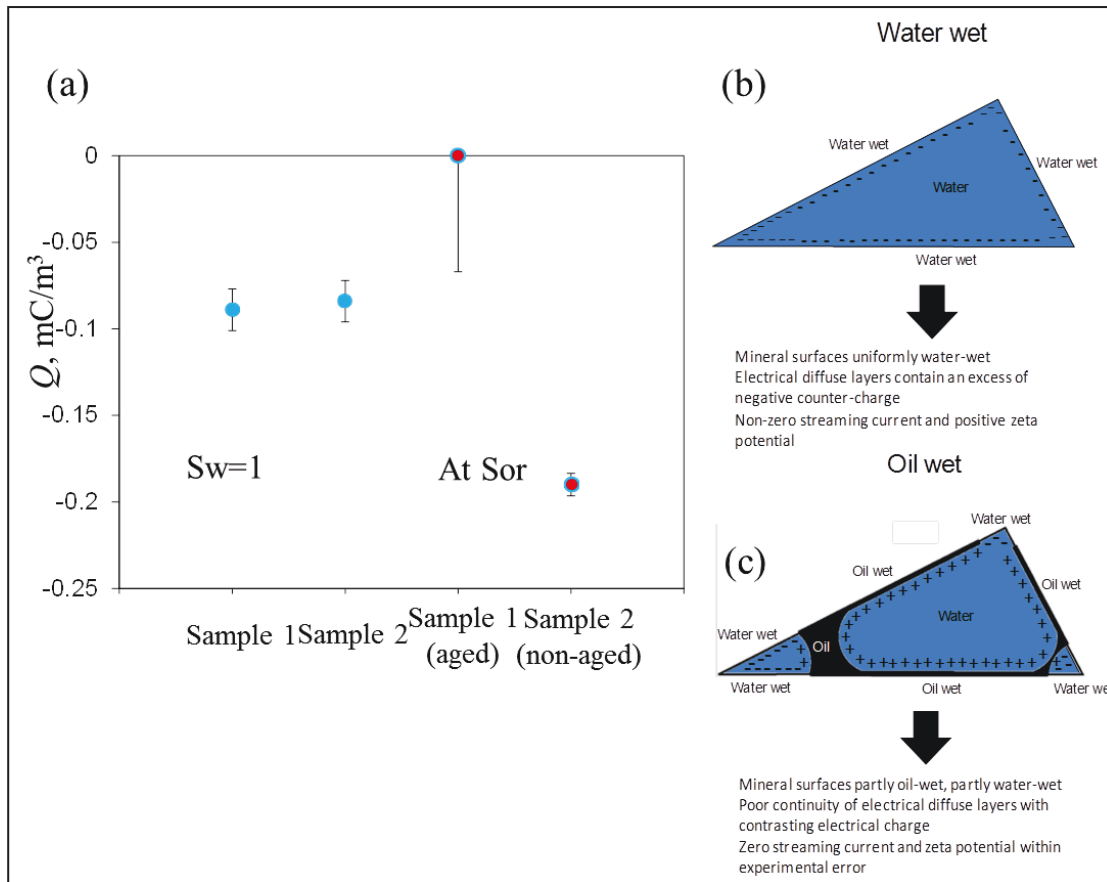 (a)
0
-0.05
-0.1
-0.15
-0.2
-0.25
Q, mC/m³
Sw=1
At Sor
Sample 1
Sample 2
Sample 1
(aged)
Sample 2
(non-aged)
Water wet
(b)
Water wet
Water wet
Water
Water wet
Mineral surfaces uniformly water-wet
Electrical diffuse layers contain an excess of
negative counter-charge
Non-zero streaming current and positive zeta
potential
Oil wet
(c)
Water wet
Oil wet
Oil wet
Water
Water wet
Oil
Water wet
Oil wet
Water we
Mineral surfaces partly oil-wet, partly water-wet
Poor continuity of electrical diffuse layers with
contrasting electrical charge
Zero streaming current and zeta potential within
experimental error